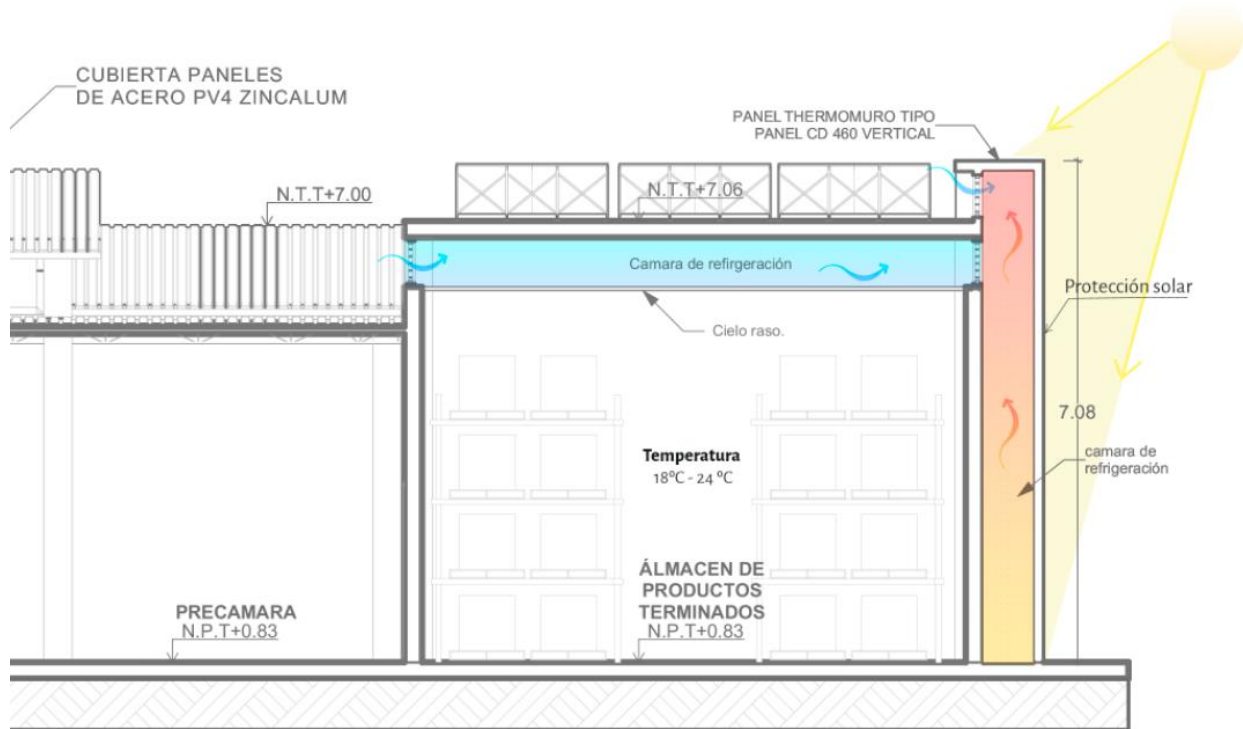 CUBIERTA PANELES
DE ACERO PV4 ZINCALUM
PANEL THERMOMURO TIPO
PANEL CD 460 VERTICAL
N.T.T+7.00
N.T.T+7.06
Camara de refirgeración
Protección solar
Cielo raso.
7.08
Temperatura
18ºC - 24 ºC
camara de
refrigeración
ÁLMACEN DE
PRODUCTOS
TERMINADOS
N.P.T+0.83
PRECAMARA
N.P.T+0.83